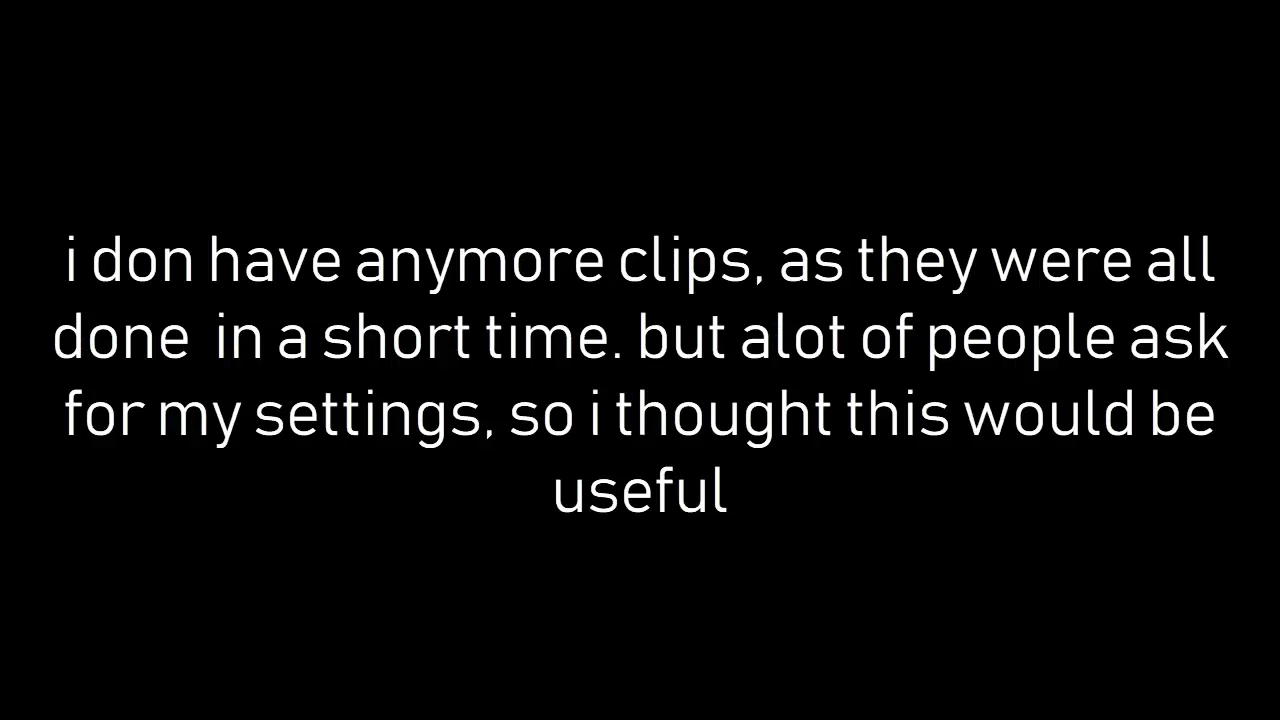 i don have anymore clips, as they were all
done  in a short time. but alot of people ask
for my settings, so i thought this would be
useful